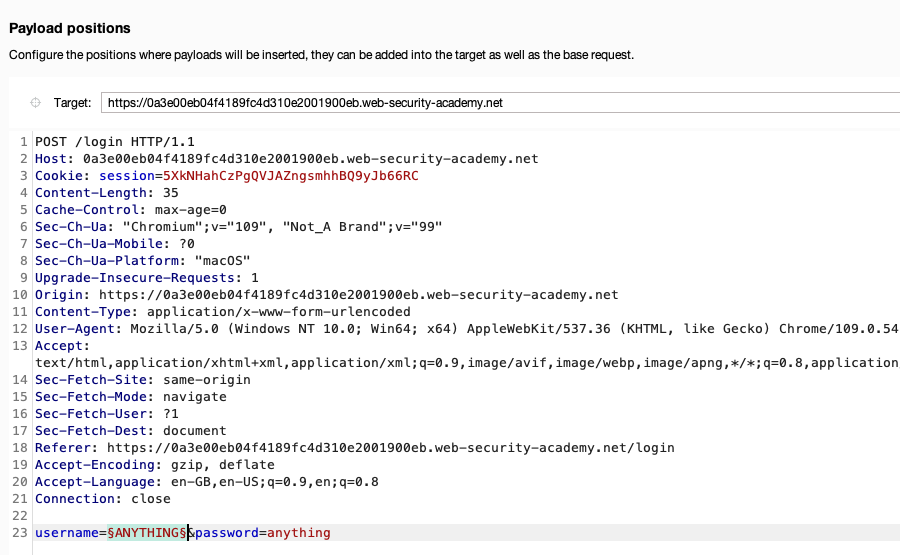 Payload positions
Configure the positions where payloads will be inserted, they can be added into the target as well as the base request.
Target: https://0a3e00eb04f4189fc4d310e2001900eb.web-security-academy.net
1 POST /login HTTP/1.1
2 Host: 0a3e00eb04f4189fc4d310e2001900eb.web-security-academy.net
3 Cookie: session=5XkNHahCzPgQVJAZngsmhhBQ9yJb66RC
4 Content-Length: 35
5 Cache-Control: max-age=0
6 Sec-Ch-Ua: "Chromium";v="109", "Not_A Brand";v="99"
7 Sec-Ch-Ua-Mobile: ?0
8 Sec-Ch-Ua-Platform: "macOS"
9 Upgrade-Insecure-Requests: 1
10 Origin: https://0a3e00eb04f4189fc4d310e2001900eb.web-security-academy.net
11 Content-Type: application/x-www-form-urlencoded
12 User-Agent: Mozilla/5.0 (Windows NT 10.0; Win64; x64) AppleWebKit/537.36 (KHTML, like Gecko) Chrome/109.0.54
13 Accept:
text/html,application/xhtml+xml,application/xml;q=0.9,image/avif,image/webp,image/apng,*/*;q=0.8,application
14 Sec-Fetch-Site: same-origin
15 Sec-Fetch-Mode: navigate
16 Sec-Fetch-User: ?1
17 Sec-Fetch-Dest: document
18 Referer: https://0a3e00eb04f4189fc4d310e2001900eb.web-security-academy.net/login
19 Accept-Encoding: gzip, deflate
20 Accept-Language: en-GB,en-US;q=0.9,en;q=0.8
21 Connection: close
22
23 username=§ANYTHING§&password=anything